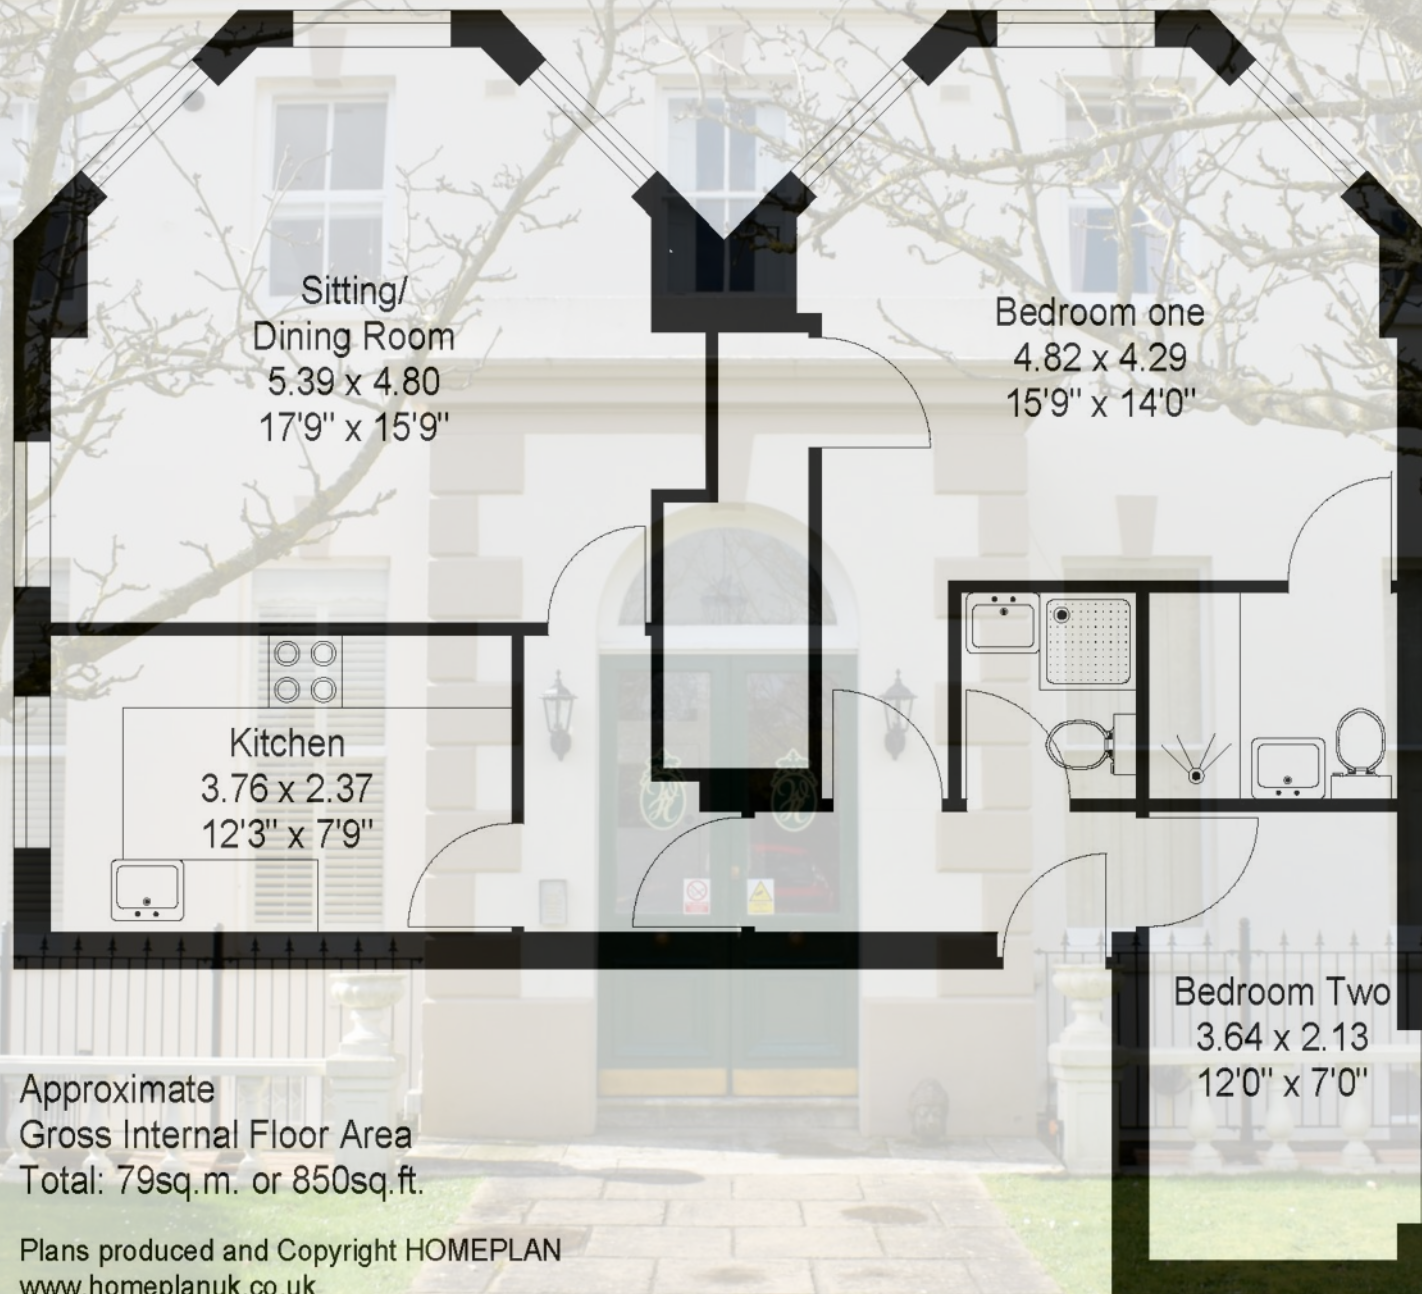 Sitting/
Dining Room
5.39 x 4.80
17'9" x 15'9"
Bedroom one
4.82 x 4.29
15'9" x 14'0"
Kitchen
3.76 x 2.37
12'3" x 7'9"
Bedroom Two
3.64 x 2.13
12'0" x 7'0"
Approximate
Gross Internal Floor Area
Total: 79sq.m. or 850sq.ft.
Plans produced and Copyright HOMEPLAN
www.homeplanuk.co.uk